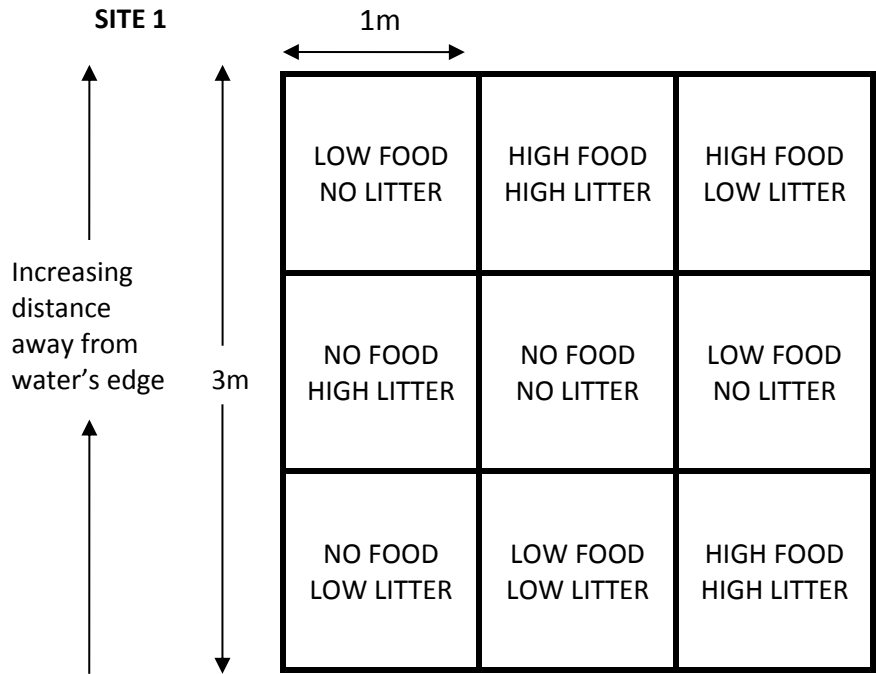 SITE 1
1m
LOW FOOD
NO LITTER
HIGH FOOD
HIGH LITTER
HIGH FOOD
LOW LITTER
Increasing
distance
away from
water's edge
3m
NO FOOD
HIGH LITTER
NO FOOD
NO LITTER
LOW FOOD
NO LITTER
NO FOOD
LOW LITTER
LOW FOOD
LOW LITTER
HIGH FOOD
HIGH LITTER